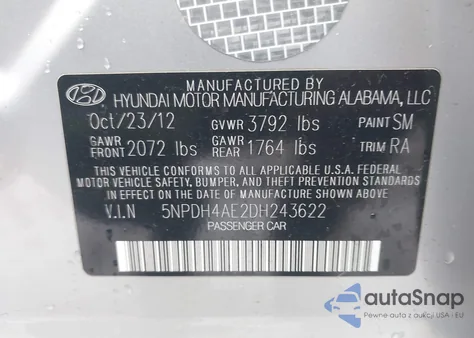 MANUFACTURED BY
HYUNDAI MOTOR MANUFACTURING ALABAMA, LLC
Oct/23/12 GVWR 3792 lbs PAINT SM
GAWR FRONT 2072 lbs GAWR REAR 1764 lbs TRIM RA
THIS VEHICLE CONFORMS TO ALL APPLICABLE U.S.A. FEDERAL
MOTOR VEHICLE SAFETY, BUMPER, AND THEFT PREVENTION STANDARDS
IN EFFECT ON THE DATE OF MANUFACTURE SHOWN ABOVE.
V.I.N 5NPDH4AE2DH243622
PASSENGER CAR
autoSnap
Pewne auta z aukcji USA i EU